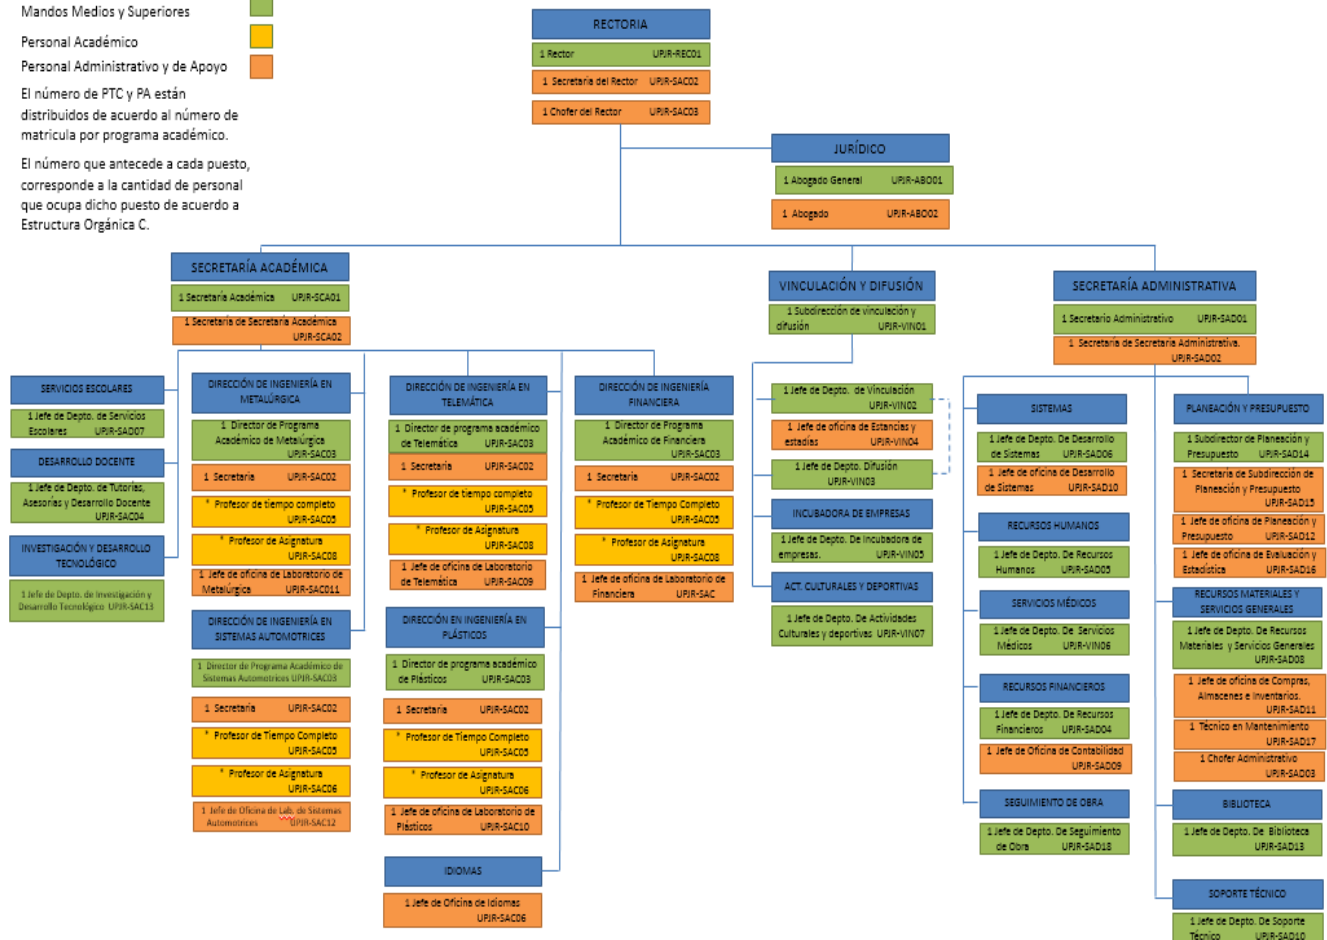 Mandos Medios y Superiores
Personal Académico
Personal Administrativo y de Apoyo
El número de PTC y PA están
distribuidos de acuerdo al número de
matricula por programa académico.
El número que antecede a cada puesto,
corresponde a la cantidad de personal
que ocupa dicho puesto de acuerdo a
Estructura Orgánica C.
RECTORIA
1 Rector UPJR-REC01
1 Secretaria del Rector UPJR-SAC02
1 Chofer del Rector UPJR-SAC03
JURÍDICO
1 Abogado General UPJR-ABO01
1 Abogado UPJR-ABO02
SECRETARÍA ACADÉMICA
1 Secretaria Académica UPJR-SCA01
1 Secretaria de Secretaria Académica
UPJR-SCA02
SERVICIOS ESCOLARES
1 Jefe de Depto. de Servicios
Escolares UPJR-SAD07
DESARROLLO DOCENTE
1 Jefe de Depto. de Tutorías,
Asesorías y Desarrollo Docente
UPJR-SAC04
INVESTIGACIÓN Y DESARROLLO
TECNOLÓGICO
1 Jefe de Depto. de Investigación y
Desarrollo Tecnológico UPJR-SAC13
DIRECCIÓN DE INGENIERÍA EN
METALÚRGICA
1 Director de Programa
Académico de Metalúrgica
UPJR-SAC03
1 Secretaria UPJR-SAC02
* Profesor de tiempo completo
UPJR-SAC05
* Profesor de Asignatura
UPJR-SAC08
1 Jefe de oficina de Laboratorio de
Metalúrgica UPJR-SAC011
DIRECCIÓN DE INGENIERÍA EN
SISTEMAS AUTOMOTRICES
1 Director de Programa Académico de
Sistemas Automotrices UPJR-SAC03
1 Secretaria UPJR-SAC02
* Profesor de Tiempo Completo
UPJR-SAC05
* Profesor de Asignatura
UPJR-SAC06
1 Jefe de Oficina de Lab. de Sistemas
Automotrices UPJR-SAC12
DIRECCIÓN DE INGENIERÍA EN
TELEMÁTICA
1 Director de programa académico
de Telemática UPJR-SAC03
1 Secretaria UPJR-SAC02
* Profesor de tiempo completo
UPJR-SAC05
* Profesor de Asignatura
UPJR-SAC08
1 Jefe de oficina de Laboratorio
de Telemática UPJR-SAC09
DIRECCIÓN EN INGENIERÍA EN
PLÁSTICOS
1 Director de programa académico
de Plásticos UPJR-SAC03
1 Secretaria UPJR-SAC02
* Profesor de Tiempo Completo
UPJR-SAC05
* Profesor de Asignatura
UPJR-SAC06
1 Jefe de oficina de Laboratorio de
Plásticos UPJR-SAC10
IDIOMAS
1 Jefe de Oficina de Idiomas
UPJR-SAC06
DIRECCIÓN DE INGENIERÍA
FINANCIERA
1 Director de Programa
Académico de Financiera
UPJR-SAC03
1 Secretaria UPJR-SAC02
* Profesor de Tiempo Completo
UPJR-SAC05
* Profesor de Asignatura
UPJR-SAC08
1 Jefe de oficina de Laboratorio de
Financiera UPJR-SAC
VINCULACIÓN Y DIFUSIÓN
1 Subdirección de vinculación y
difusión UPJR-VIN01
1 Jefe de Depto. de Vinculación
UPJR-VIN02
1 Jefe de oficina de Estancias y
estadías UPJR-VIN04
1 Jefe de Depto. Difusión
UPJR-VIN03
INCUBADORA DE EMPRESAS
1 Jefe de Depto. De Incubadora de
empresas. UPJR-VIN05
ACT. CULTURALES Y DEPORTIVAS
1 Jefe de Depto. De Actividades
Culturales y deportivas UPJR-VIN07
SECRETARÍA ADMINISTRATIVA
1 Secretario Administrativo UPJR-SAD01
1 Secretaria de Secretaria Administrativa.
UPJR-SAD02
SISTEMAS
1 Jefe de Depto. De Desarrollo
de Sistemas UPJR-SAD06
1 Jefe de oficina de Desarrollo
de Sistemas UPJR-SAD10
RECURSOS HUMANOS
1 Jefe de Depto. De Recursos
Humanos UPJR-SAD05
SERVICIOS MÉDICOS
1 Jefe de Depto. De Servicios
Médicos UPJR-VIN06
RECURSOS FINANCIEROS
1 Jefe de Depto. De Recursos
Financieros UPJR-SAD04
1 Jefe de Oficina de Contabilidad
UPJR-SAD09
SEGUIMIENTO DE OBRA
1 Jefe de Depto. De Seguimiento
de Obra UPJR-SAD18
PLANEACIÓN Y PRESUPUESTO
1 Subdirector de Planeación y
Presupuesto UPJR-SAD14
1 Secretaria de Subdirección de
Planeación y Presupuesto
UPJR-SAD15
1 Jefe de oficina de Planeación y
Presupuesto UPJR-SAD12
1 Jefe de oficina de Evaluación y
Estadística UPJR-SAD16
RECURSOS MATERIALES Y
SERVICIOS GENERALES
1 Jefe de Depto. De Recursos
Materiales y Servicios Generales
UPJR-SAD08
1 Jefe de oficina de Compras,
Almacenes e Inventarios.
UPJR-SAD11
1 Técnico en Mantenimiento
UPJR-SAD17
1 Chofer Administrativo
UPJR-SAD03
BIBLIOTECA
1 Jefe de Depto. De Biblioteca
UPJR-SAD13
SOPORTE TÉCNICO
1 Jefe de Depto. De Soporte
Técnico UPJR-SAD10